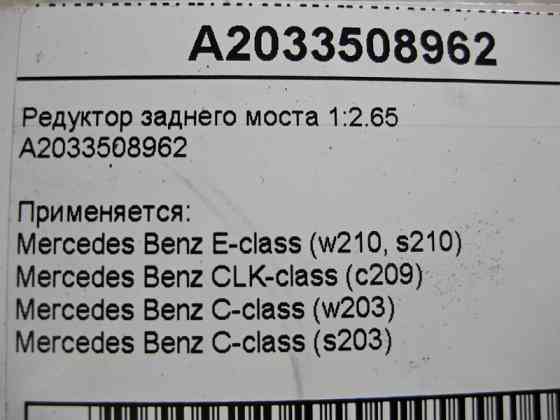 A2033508962
Редуктор заднего моста 1:2.65
A2033508962
Применяется:
Mercedes Benz E-class (w210, s210)
Mercedes Benz CLK-class (c209)
Mercedes Benz C-class (w203)
Mercedes Benz C-class (s203)